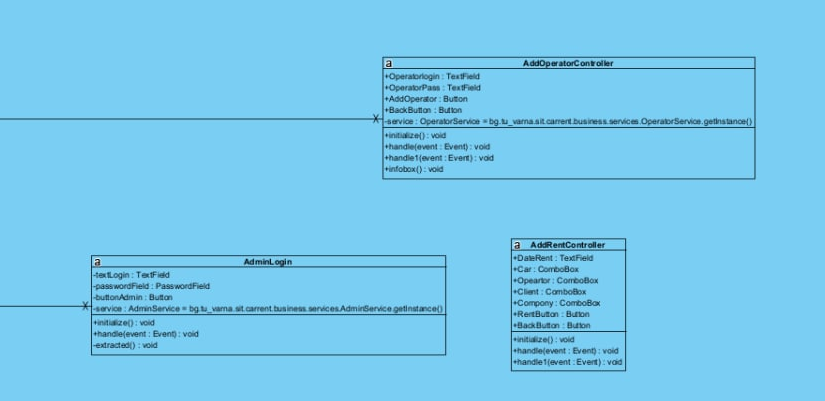 a AddOperatorController
+Operatorlogin : TextField
+OperatorPass : TextField
+AddOperator : Button
+BackButton : Button
-service : OperatorService = bg.tu_varna.sit.carrent.business.services.OperatorService.getInstance()
+initialize() : void
+handle(event : Event) : void
+handle1(event : Event) : void
+infobox() : void
a AdminLogin
-textLogin : TextField
-passwordField : PasswordField
-buttonAdmin : Button
-service : AdminService = bg.tu_varna.sit.carrent.business.services.AdminService.getInstance()
+initialize() : void
+handle(event : Event) : void
-extracted() : void
a AddRentController
+DateRent : TextField
+Car : ComboBox
+Opeartor : ComboBox
+Client : ComboBox
+Compony : ComboBox
+RentButton : Button
+BackButton : Button
+initialize() : void
+handle(event : Event) : void
+handle1(event : Event) : void